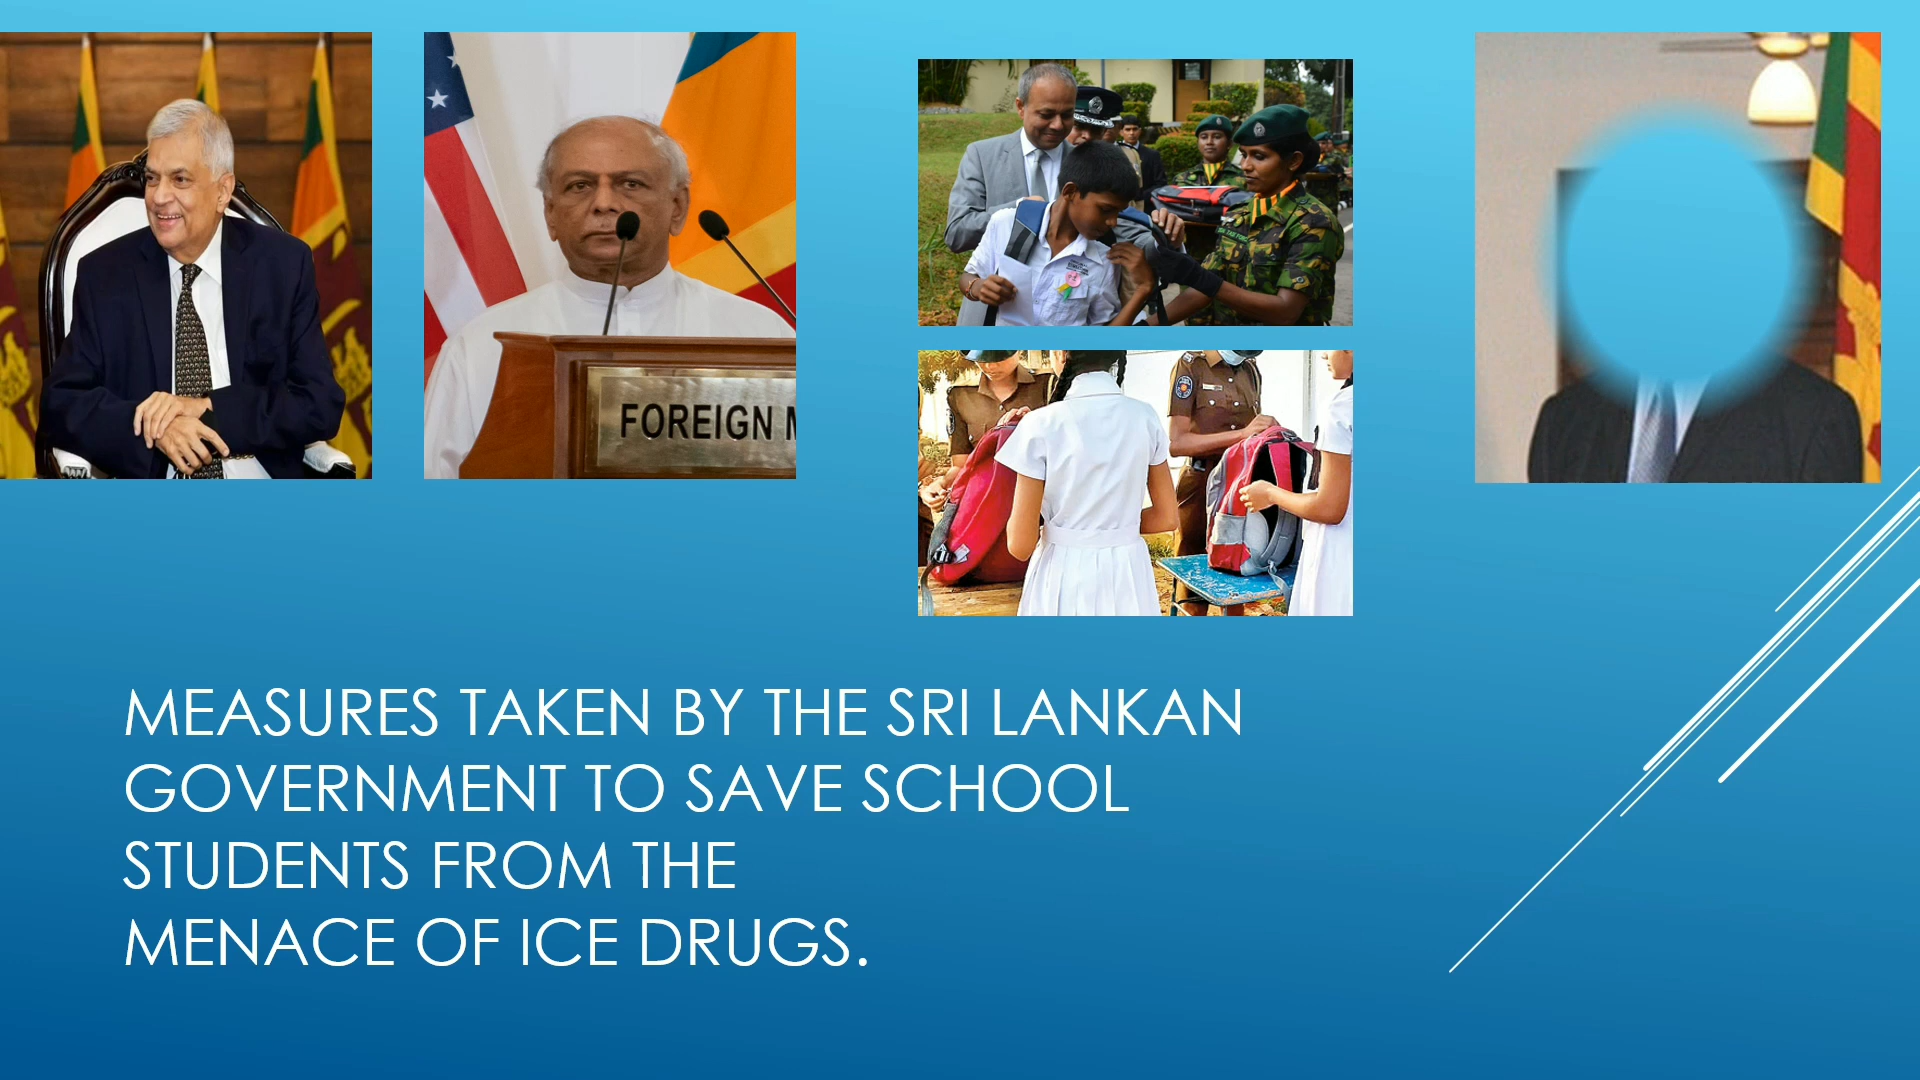 FOREIGN M
MEASURES TAKEN BY THE SRI LANKAN
GOVERNMENT TO SAVE SCHOOL
STUDENTS FROM THE
MENACE OF ICE DRUGS.